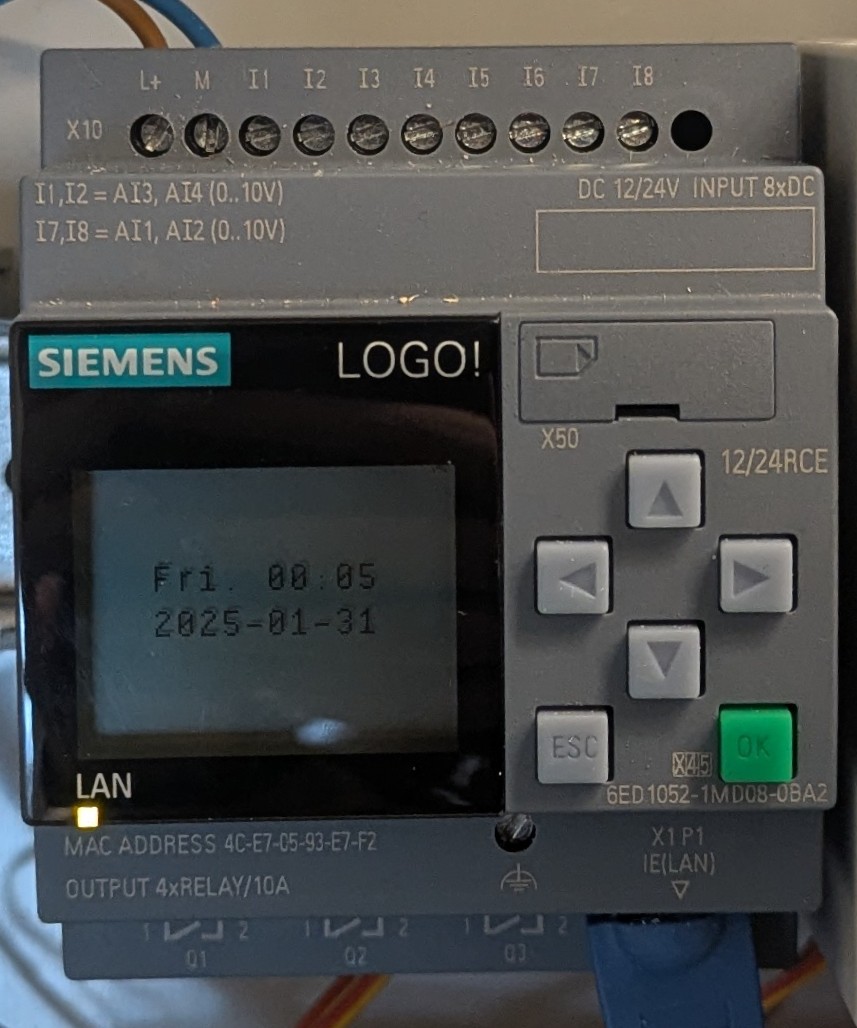 L+ M I1 I2 I3 I4 I5 I6 I7 I8
X10
I1,I2 = AI3, AI4 (0..10V)
DC 12/24V INPUT 8xDC
I7,I8 = AI1, AI2 (0..10V)
SIEMENS
LOGO!
X50
12/24RCE
Fri. 00:05
2025-01-31
ESC
OK
X45
LAN
6ED1052-1MD08-0BA2
MAC ADDRESS 4C-E7-05-93-E7-F2
X1P1
IE(LAN)
OUTPUT 4xRELAY/10A
1 2 1 2 1 2
Q1 Q2 Q3